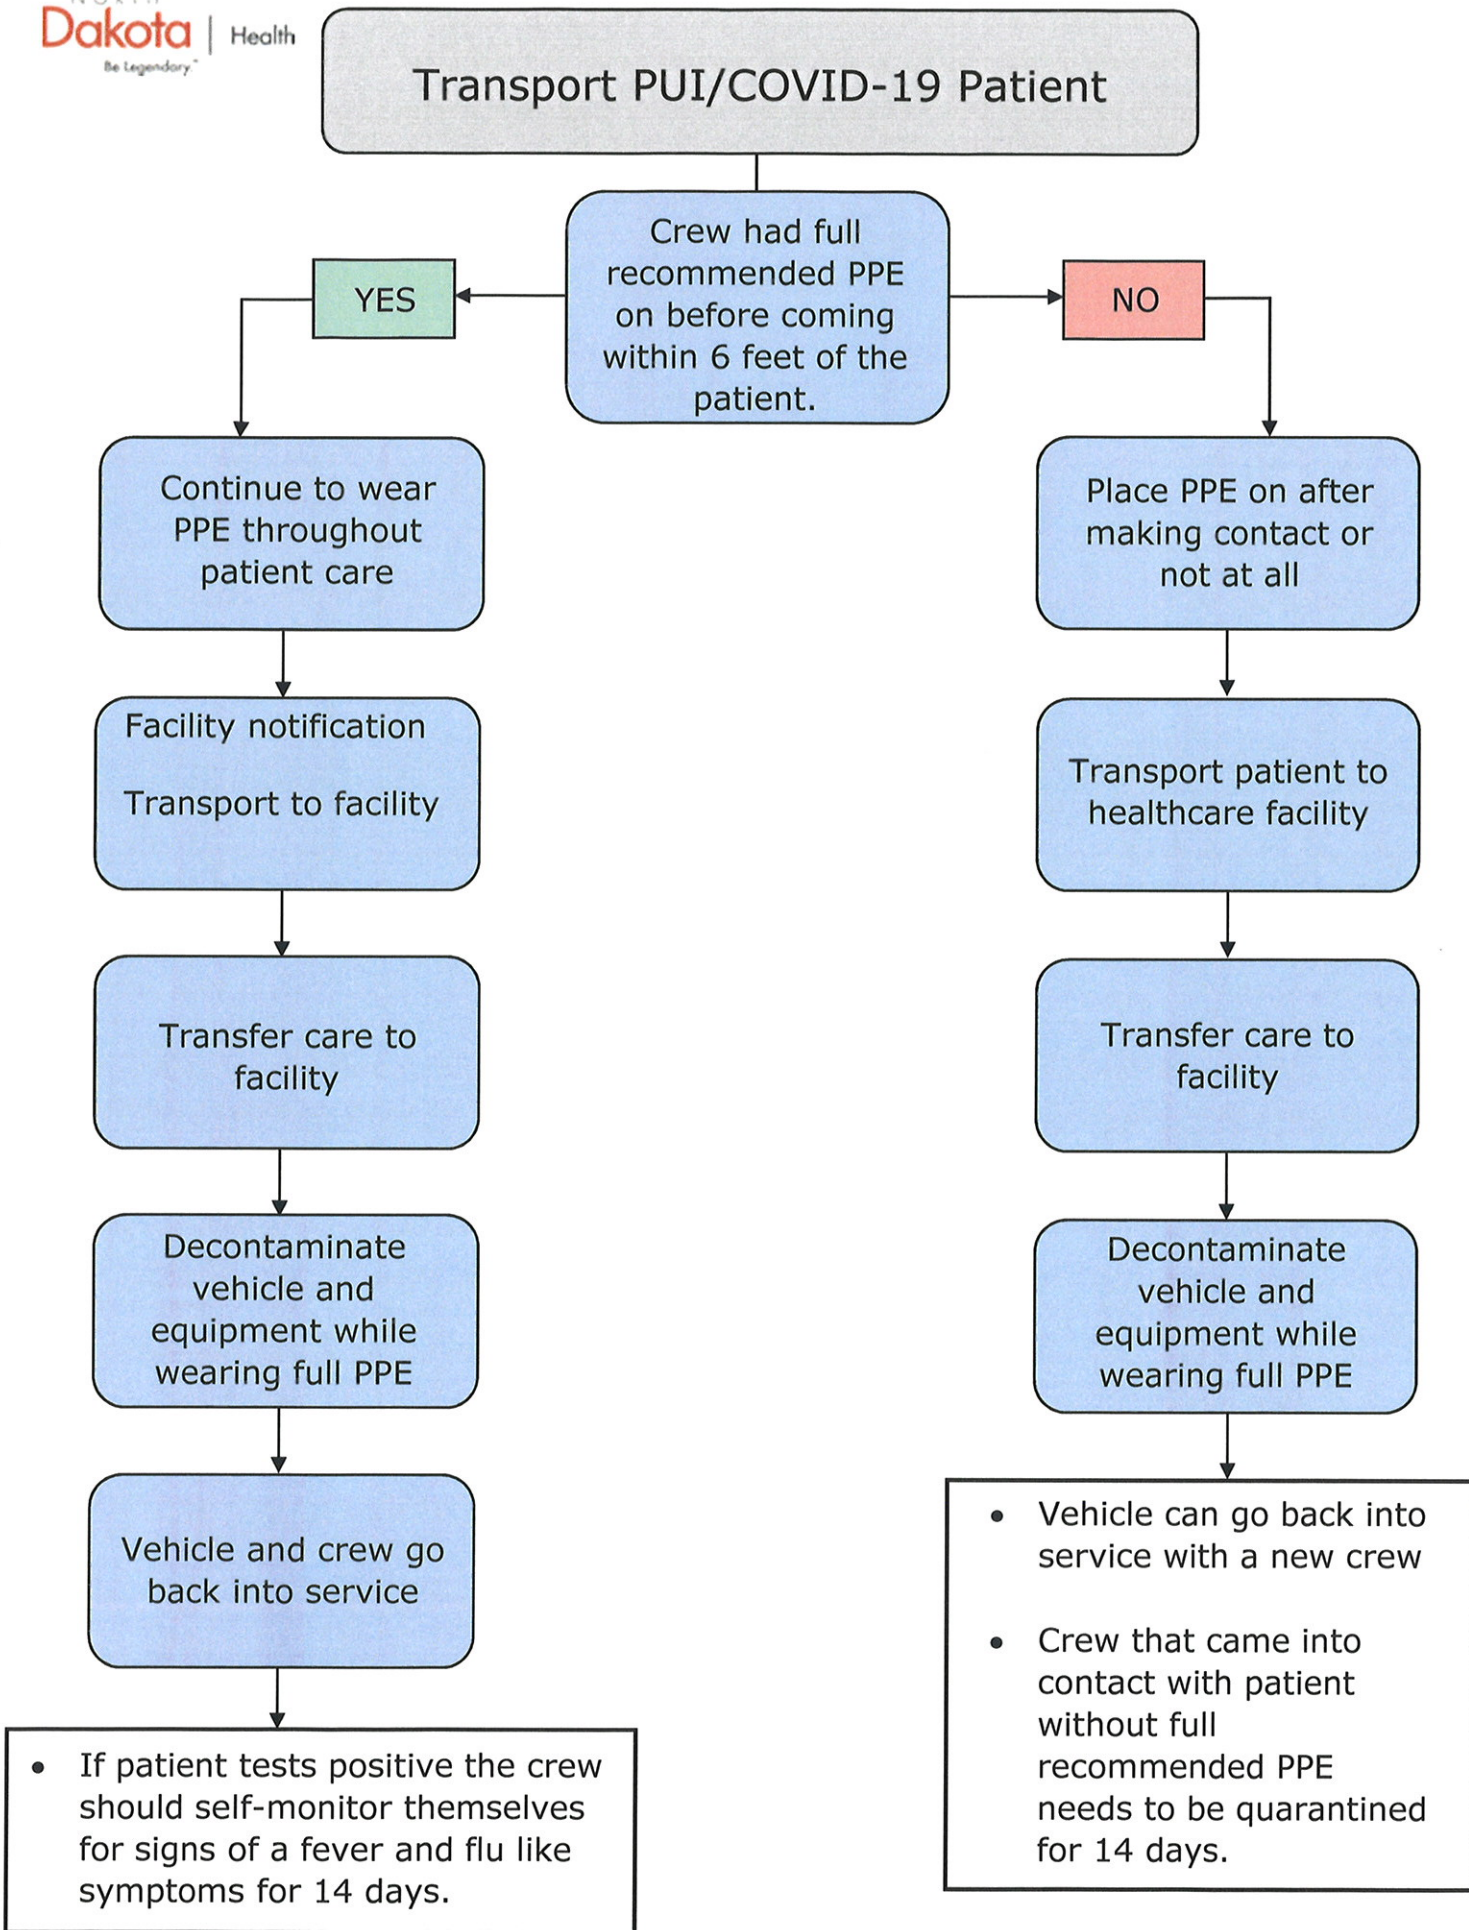 NORTH
Dakota | Health
Be Legendary.™
Transport PUI/COVID-19 Patient
Crew had full
recommended PPE
on before coming
within 6 feet of the
patient.
YES
NO
Continue to wear
PPE throughout
patient care
Facility notification
Transport to facility
Transfer care to
facility
Decontaminate
vehicle and
equipment while
wearing full PPE
Vehicle and crew go
back into service
• If patient tests positive the crew
should self-monitor themselves
for signs of a fever and flu like
symptoms for 14 days.
Place PPE on after
making contact or
not at all
Transport patient to
healthcare facility
Transfer care to
facility
Decontaminate
vehicle and
equipment while
wearing full PPE
• Vehicle can go back into
service with a new crew
• Crew that came into
contact with patient
without full
recommended PPE
needs to be quarantined
for 14 days.